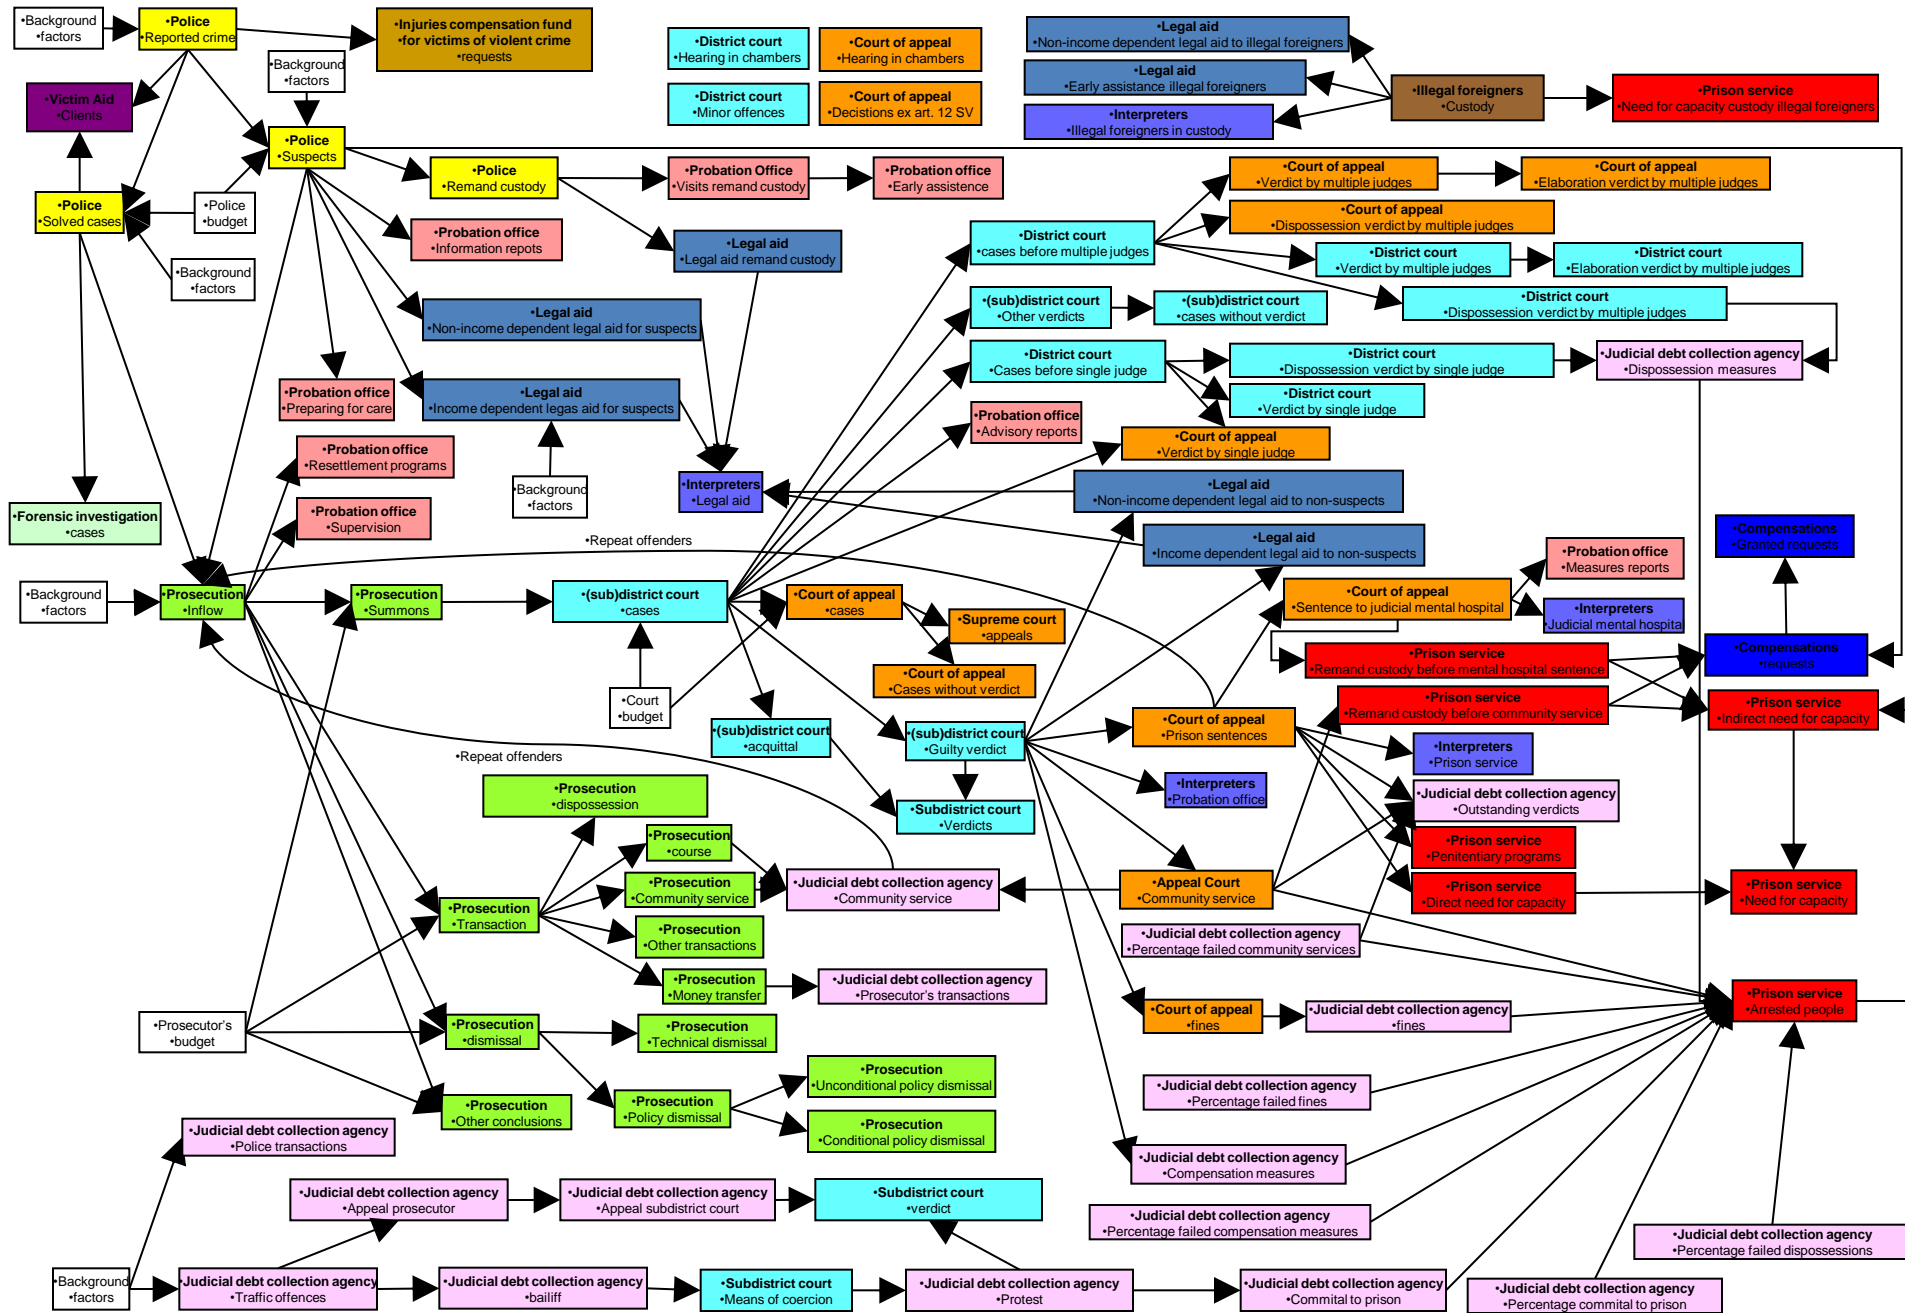 •Background
•factors
•Police
•Reported crime
•Injuries compensation fund
•for victims of violent crime
•requests
•District court
•Hearing in chambers
•Court of appeal
•Hearing in chambers
•Legal aid
•Non-income dependent legal aid to illegal foreigners
•Background
•factors
•Legal aid
•Early assistance illegal foreigners
•Illegal foreigners
•Custody
•Prison service
•Need for capacity custody illegal foreigners
•Victim Aid
•Clients
•District court
•Minor offences
•Court of appeal
•Decistions ex art. 12 SV
•Interpreters
•Illegal foreigners in custody
•Police
•Suspects
•Police
•Remand custody
•Probation Office
•Visits remand custody
•Probation office
•Early assistence
•Court of appeal
•Verdict by multiple judges
•Court of appeal
•Elaboration verdict by multiple judges
•Police
•Solved cases
•Police
•budget
•Court of appeal
•Dispossession verdict by multiple judges
•Probation office
•Information repots
•Legal aid
•Legal aid remand custody
•District court
•cases before multiple judges
•District court
•Verdict by multiple judges
•District court
•Elaboration verdict by multiple judges
•Background
•factors
•(sub)district court
•Other verdicts
•(sub)district court
•cases without verdict
•District court
•Dispossession verdict by multiple judges
•Legal aid
•Non-income dependent legal aid for suspects
•District court
•Cases before single judge
•District court
•Dispossession verdict by single judge
•Judicial debt collection agency
•Dispossession measures
•Probation office
•Preparing for care
•Legal aid
•Income dependent legas aid for suspects
•District court
•Verdict by single judge
•Probation office
•Advisory reports
•Court of appeal
•Verdict by single judge
•Probation office
•Resettlement programs
•Background
•factors
•Interpreters
•Legal aid
•Legal aid
•Non-income dependent legal aid to non-suspects
•Forensic investigation
•cases
•Probation office
•Supervision
•Repeat offenders
•Legal aid
•Income dependent legal aid to non-suspects
•Compensations
•Granted requests
•Probation office
•Measures reports
•Background
•factors
•Prosecution
•Inflow
•Prosecution
•Summons
•(sub)district court
•cases
•Court of appeal
•cases
•Court of appeal
•Sentence to judicial mental hospital
•Interpreters
•Judicial mental hospital
•Supreme court
•appeals
•Compensations
•requests
•Prison service
•Remand custody before mental hospital sentence
•Court of appeal
•Cases without verdict
•Court
•budget
•Prison service
•Remand custody before community service
•Prison service
•Indirect need for capacity
•Court of appeal
•Prison sentences
•(sub)district court
•acquittal
•(sub)district court
•Guilty verdict
•Interpreters
•Prison service
•Repeat offenders
•Interpreters
•Probation office
•Judicial debt collection agency
•Outstanding verdicts
•Prosecution
•dispossession
•Subdistrict court
•Verdicts
•Prosecution
•course
•Prison service
•Penitentiary programs
•Prosecution
•Community service
•Judicial debt collection agency
•Community service
•Appeal Court
•Community service
•Prison service
•Direct need for capacity
•Prison service
•Need for capacity
•Prosecution
•Transaction
•Prosecution
•Other transactions
•Judicial debt collection agency
•Percentage failed community services
•Prosecution
•Money transfer
•Judicial debt collection agency
•Prosecutor's transactions
•Prison service
•Arrested people
•Prosecutor's
•budget
•Prosecution
•dismissal
•Prosecution
•Technical dismissal
•Court of appeal
•fines
•Judicial debt collection agency
•fines
•Prosecution
•Unconditional policy dismissal
•Judicial debt collection agency
•Percentage failed fines
•Prosecution
•Other conclusions
•Prosecution
•Policy dismissal
•Prosecution
•Conditional policy dismissal
•Judicial debt collection agency
•Police transactions
•Judicial debt collection agency
•Compensation measures
•Judicial debt collection agency
•Appeal prosecutor
•Judicial debt collection agency
•Appeal subdistrict court
•Subdistrict court
•verdict
•Judicial debt collection agency
•Percentage failed compensation measures
•Judicial debt collection agency
•Percentage failed dispossessions
•Background
•factors
•Judicial debt collection agency
•Traffic offences
•Judicial debt collection agency
•bailiff
•Subdistrict court
•Means of coercion
•Judicial debt collection agency
•Protest
•Judicial debt collection agency
•Commital to prison
•Judicial debt collection agency
•Percentage commital to prison